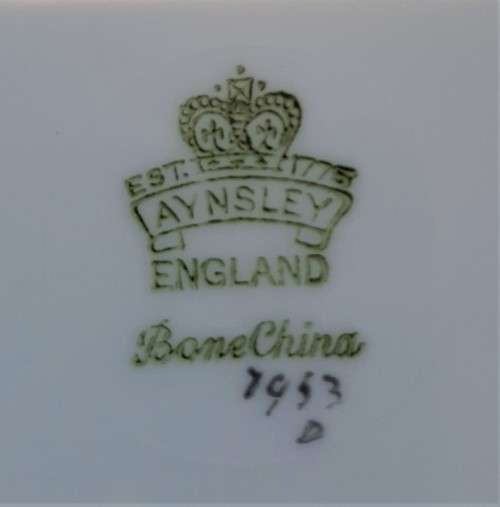 EST. 1775
AYNSLEY
ENGLAND
Bone China
7953
D